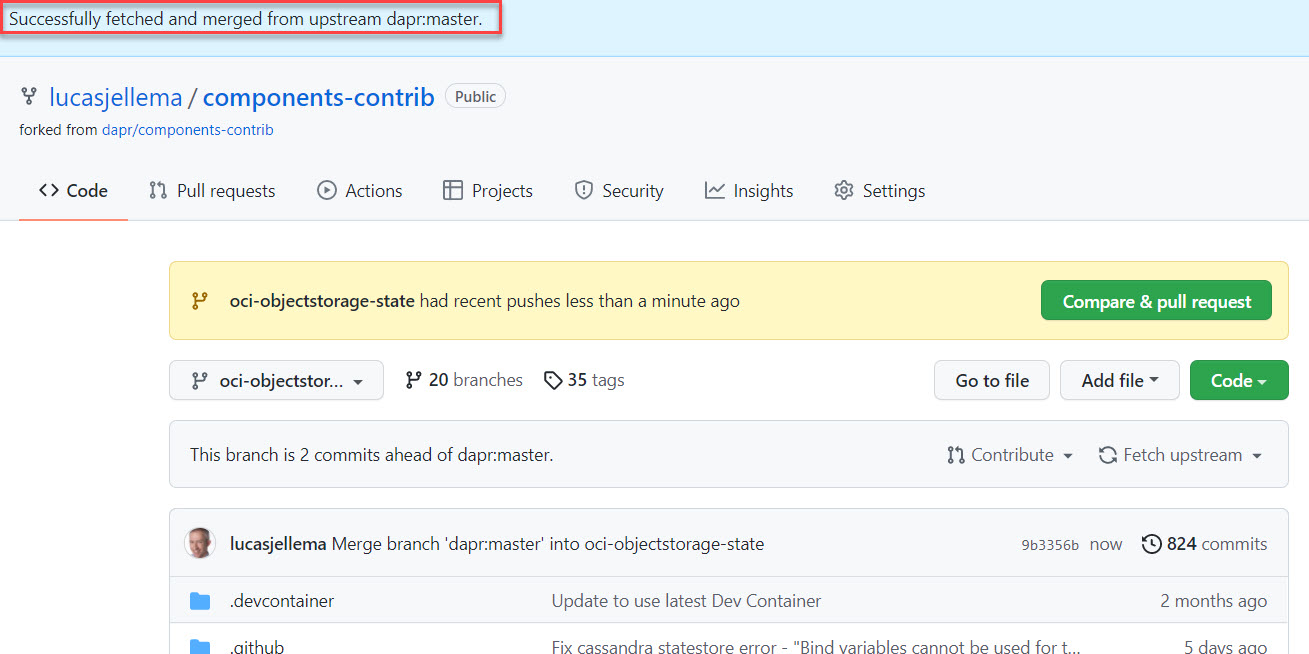 Successfully fetched and merged from upstream dapr:master.
lucasjellema / components-contrib Public
forked from dapr/components-contrib
Code Pull requests Actions Projects Security Insights Settings
oci-objectstorage-state had recent pushes less than a minute ago Compare & pull request
oci-objectstor... 20 branches 35 tags Go to file Add file Code
This branch is 2 commits ahead of dapr:master. Contribute Fetch upstream
lucasjellema Merge branch 'dapr:master' into oci-objectstorage-state 9b3356b now 824 commits
.devcontainer Update to use latest Dev Container 2 months ago
.github Fix cassandra statestore error - "Bind variables cannot be used for t... 5 days ago